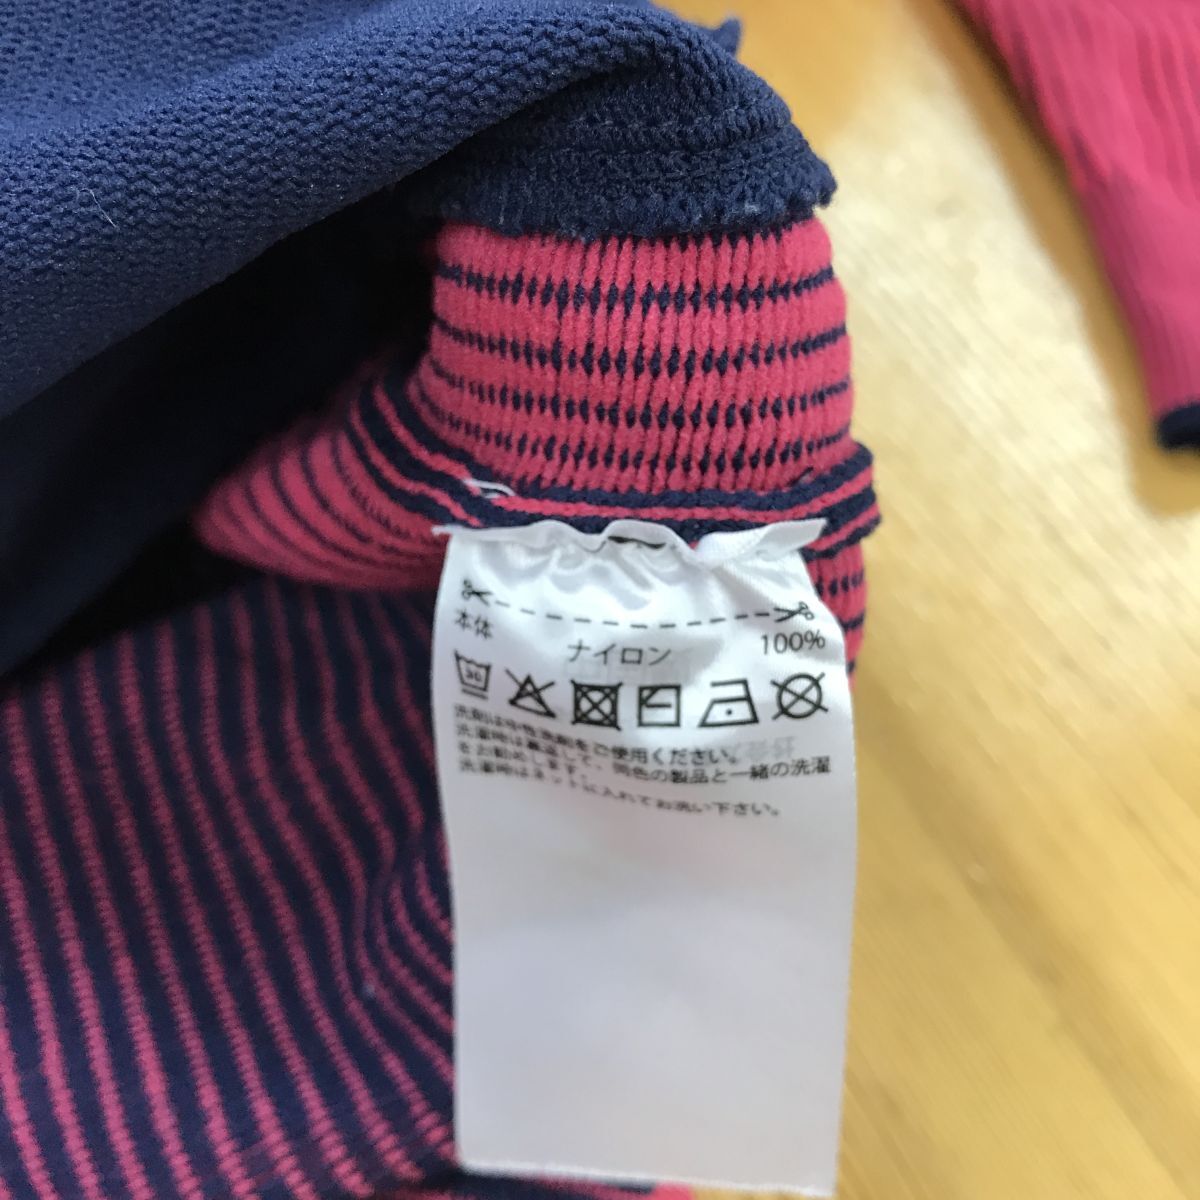 本体 ナイロン 100%
30
洗剤は中性洗剤をご使用ください。
洗濯時は裏返して、同色の製品と一緒の洗濯
をお勧めします。
洗濯時はネットに入れてお洗い下さい。